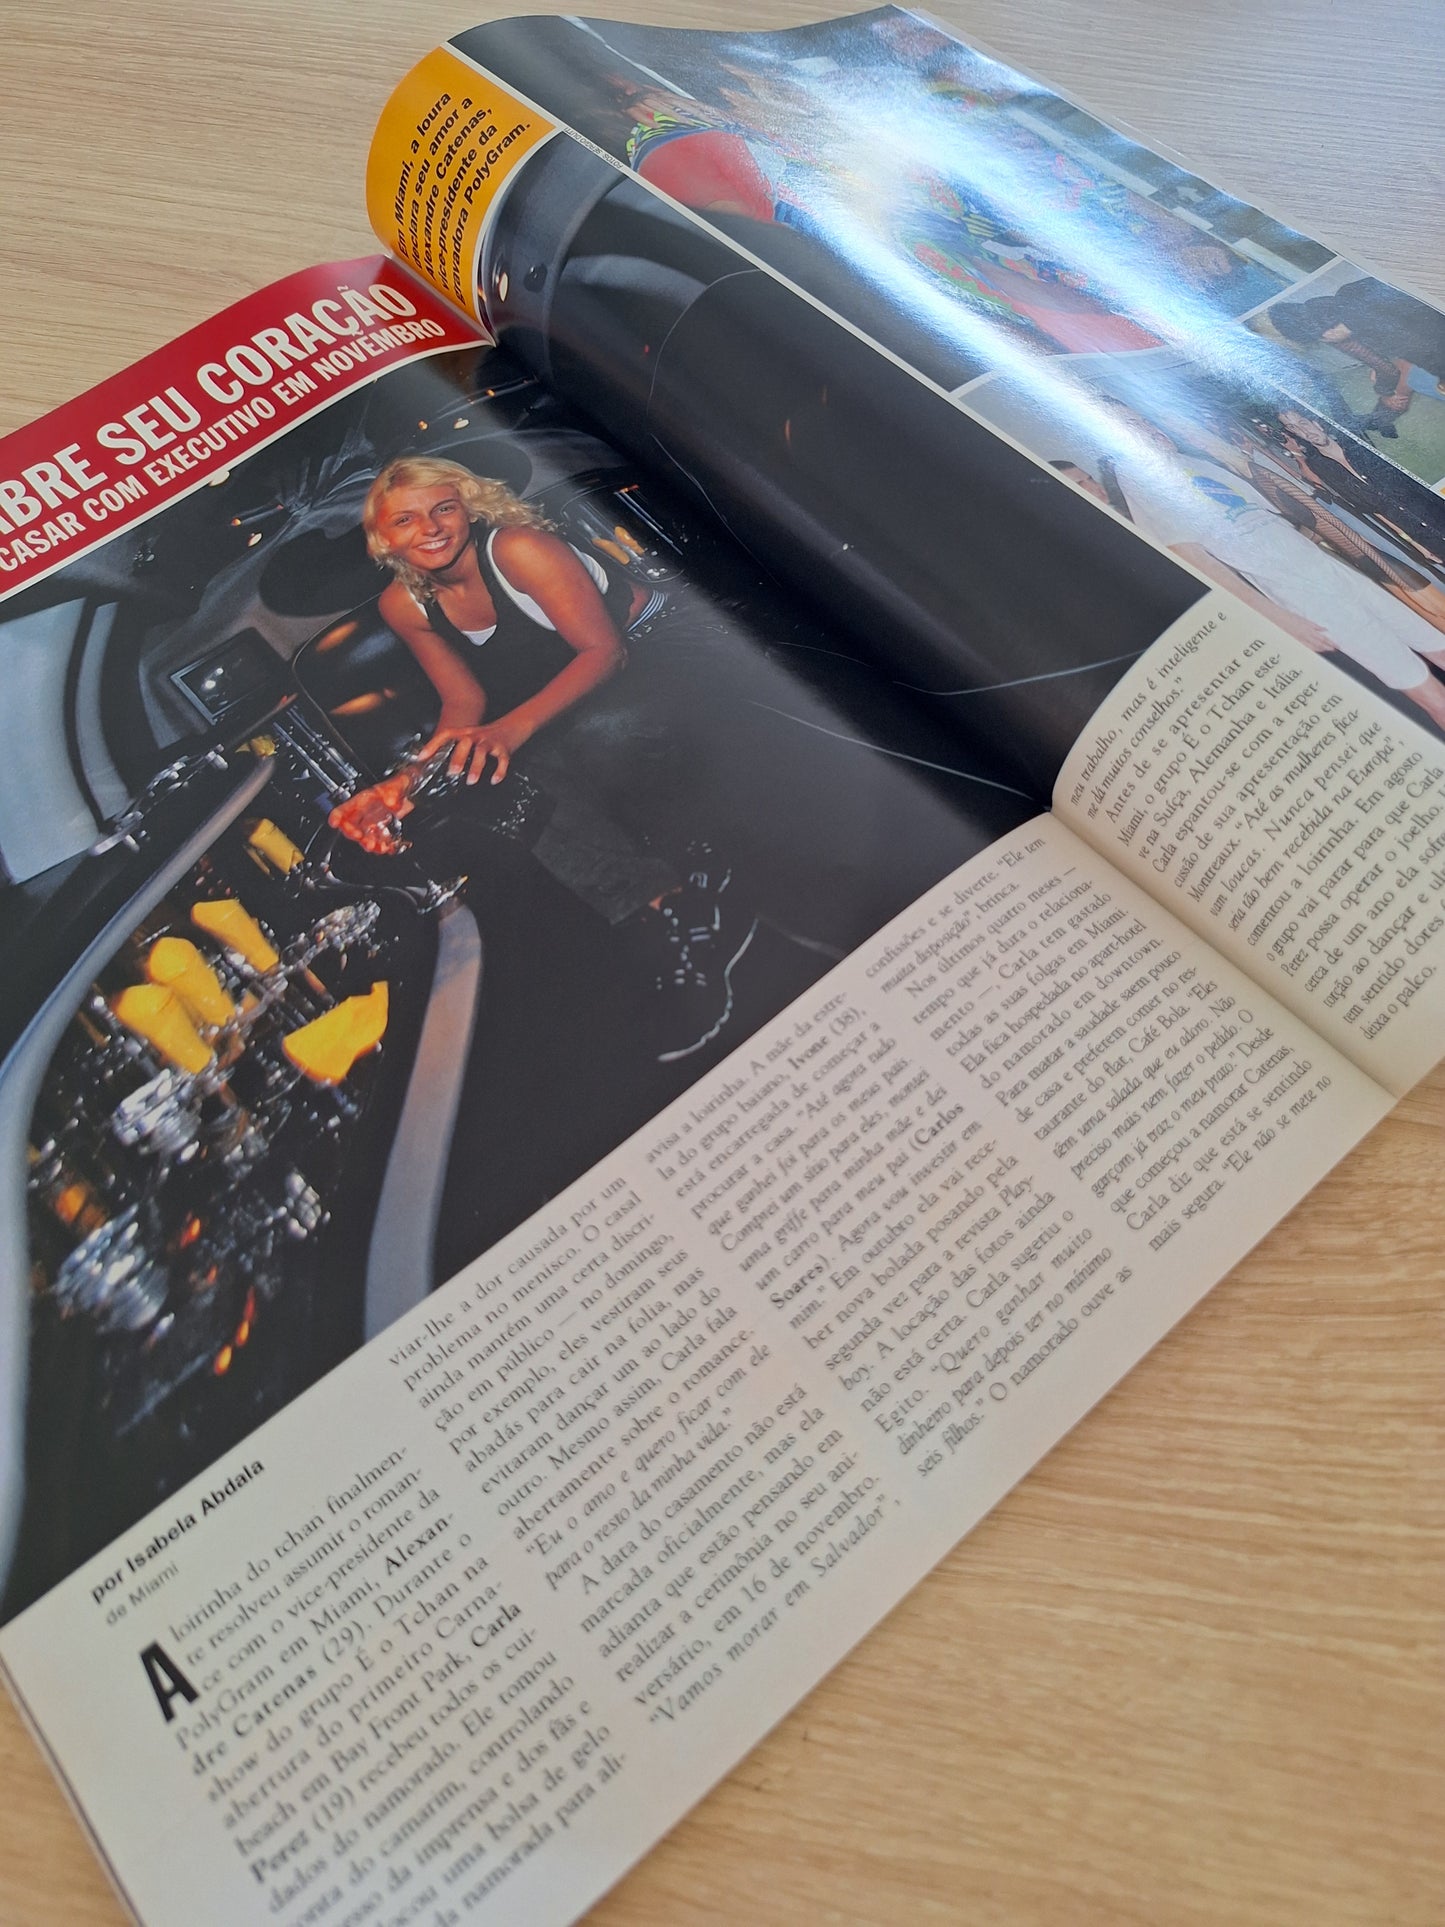 ABRE SEU CORAÇÃO
CASAR COM EXECUTIVO EM NOVEMBRO
Em Miami, a loura
declara seu amor a
Alexandre Catenas,
vice-presidente da
gravadora PolyGram.
por Isabela Abdala
de Miami
A loirinha do tchan finalmen-
te resolveu assumir o roman-
ce com o vice-presidente da
PolyGram em Miami, Alexan-
dre Catenas (29). Durante o
show do grupo É o Tchan na
abertura do primeiro Carna-
beach em Bay Front Park, Carla
Perez (19) recebeu todos os cui-
dados do namorado. Ele tomou
conta do camarim, controlando
da imprensa e dos fãs e
uma bolsa de gelo
da namorada para ali-
viar-lhe a dor causada por um
problema no menisco. O casal
ainda mantém uma certa discri-
ção em público — no domingo,
por exemplo, eles vestiram seus
abadás para cair na folia, mas
evitaram dançar um ao lado do
outro. Mesmo assim, Carla fala
abertamente sobre o romance.
"Eu o amo e quero ficar com ele
para o resto da minha vida."
A data do casamento não está
marcada oficialmente, mas ela
adianta que estão pensando em
realizar a cerimônia no seu ani-
versário, em 16 de novembro.
"Vamos morar em Salvador",
avisa a loirinha. A mãe da estre-
la do grupo baiano, Ivone (38),
está encarregada de começar a
procurar a casa. "Até agora tudo
que ganhei foi para os meus pais.
Comprei um sítio para eles, montei
uma griffe para minha mãe e dei
um carro para meu pai (Carlos
Soares). Agora vou investir em
mim." Em outubro ela vai rece-
ber nova bolada posando pela
segunda vez para a revista Play-
boy. A locação das fotos ainda
não está certa. Carla sugeriu o
Egito. "Quero ganhar muito
dinheiro para depois ter no mínimo
seis filhos." O namorado ouve as
confissões e se diverte. "Ele tem
muita disposição", brinca.
Nos últimos quatro meses —
tempo que já dura o relaciona-
mento —, Carla tem gastado
todas as suas folgas em Miami.
Ela fica hospedada no apart-hotel
do namorado em downtown.
Para matar a saudade saem pouco
de casa e preferem comer no res-
taurante do flat, Café Bola. "Eles
têm uma salada que eu adoro. Não
preciso mais nem fazer o pedido. O
garçom já traz o meu prato." Desde
que começou a namorar Catenas,
Carla diz que está se sentindo
mais segura. "Ele não se mete no
meu trabalho, mas é inteligente e
me dá muitos conselhos."
Antes de se apresentar em
Miami, o grupo É o Tchan este-
ve na Suíça, Alemanha e Itália.
Carla espantou-se com a reper-
cussão de sua apresentação em
Montreaux. "Até as mulheres fica-
vam loucas. Nunca pensei que
seria tão bem recebida na Europa",
comentou a loirinha. Em agosto
o grupo vai parar para que Carla
Perez possa operar o joelho.
cerca de um ano ela sofre
torção ao dançar e
tem sentido dores
deixa o palco.